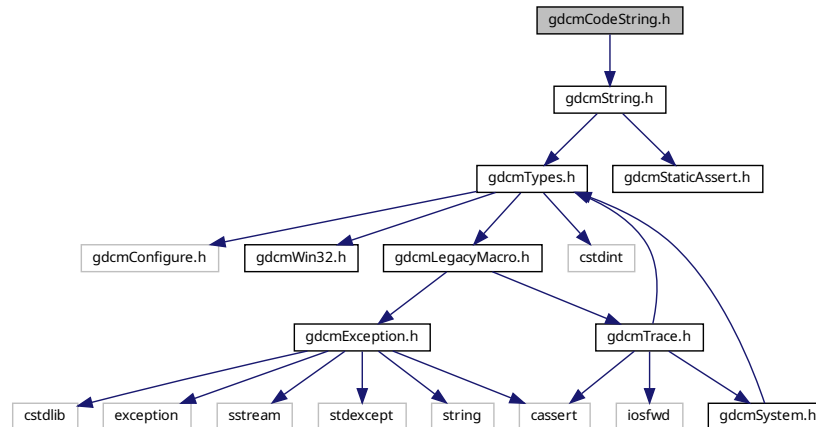 gdcmCodeString.h
gdcmString.h
gdcmTypes.h
gdcmStaticAssert.h
gdcmConfigure.h
gdcmWin32.h
gdcmLegacyMacro.h
cstdint
gdcmException.h
gdcmTrace.h
cstdlib
exception
sstream
stdexcept
string
cassert
iosfwd
gdcmSystem.h